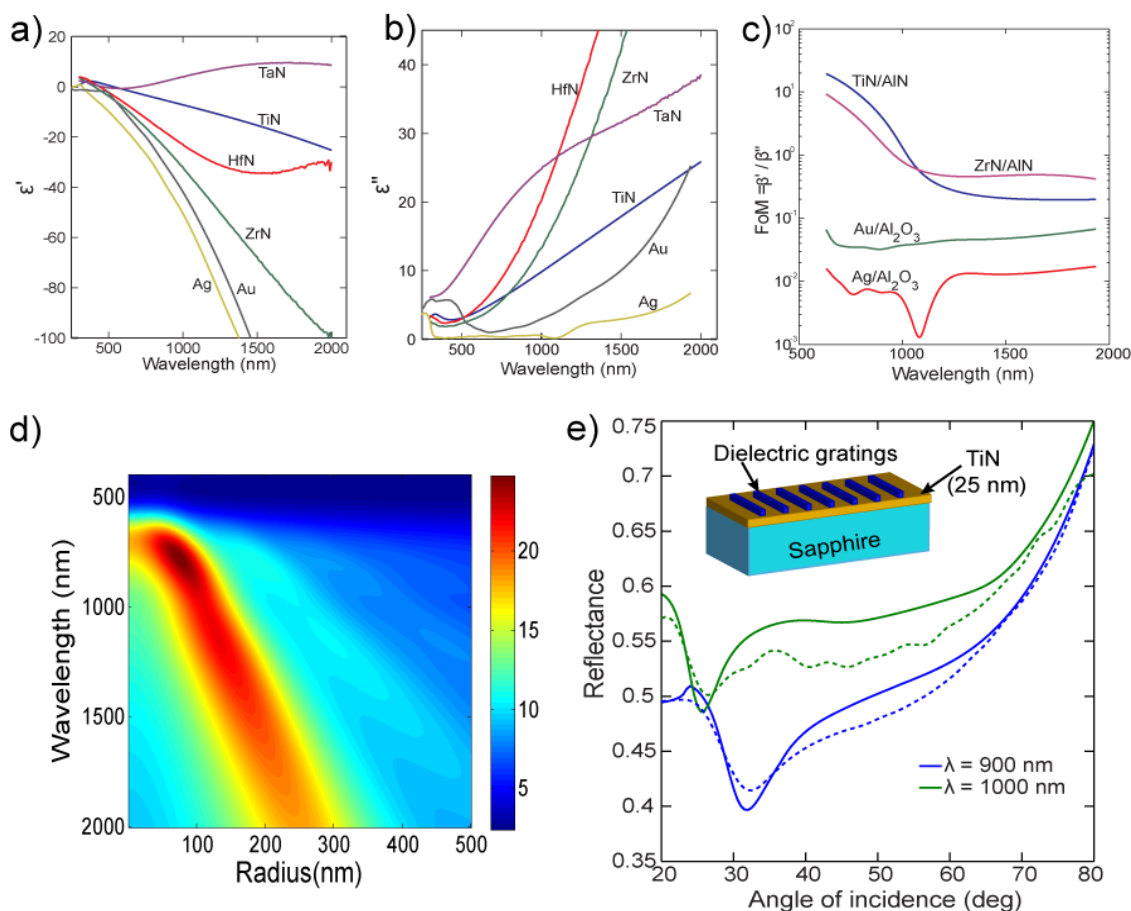 a)
20
0
-20
-40
-60
-80
-100
ε'
TaN
TiN
HfN
ZrN
Au
Ag
500
1000
1500
2000
Wavelength (nm)
b)
40
30
20
10
0
ε"
HfN
ZrN
TaN
TiN
Au
Ag
500
1000
1500
2000
Wavelength (nm)
c)
10²
10¹
10⁰
10⁻¹
10⁻²
10⁻³
FoM =β' / β"
TiN/AlN
ZrN/AlN
Au/Al₂O₃
Ag/Al₂O₃
500
1000
1500
2000
Wavelength (nm)
d)
500
1000
1500
2000
Wavelength (nm)
100
200
300
400
500
Radius(nm)
20
15
10
5
e)
0.75
0.7
0.65
0.6
0.55
0.5
0.45
0.4
0.35
Reflectance
Dielectric gratings
TiN
(25 nm)
Sapphire
λ = 900 nm
λ = 1000 nm
20
30
40
50
60
70
80
Angle of incidence (deg)